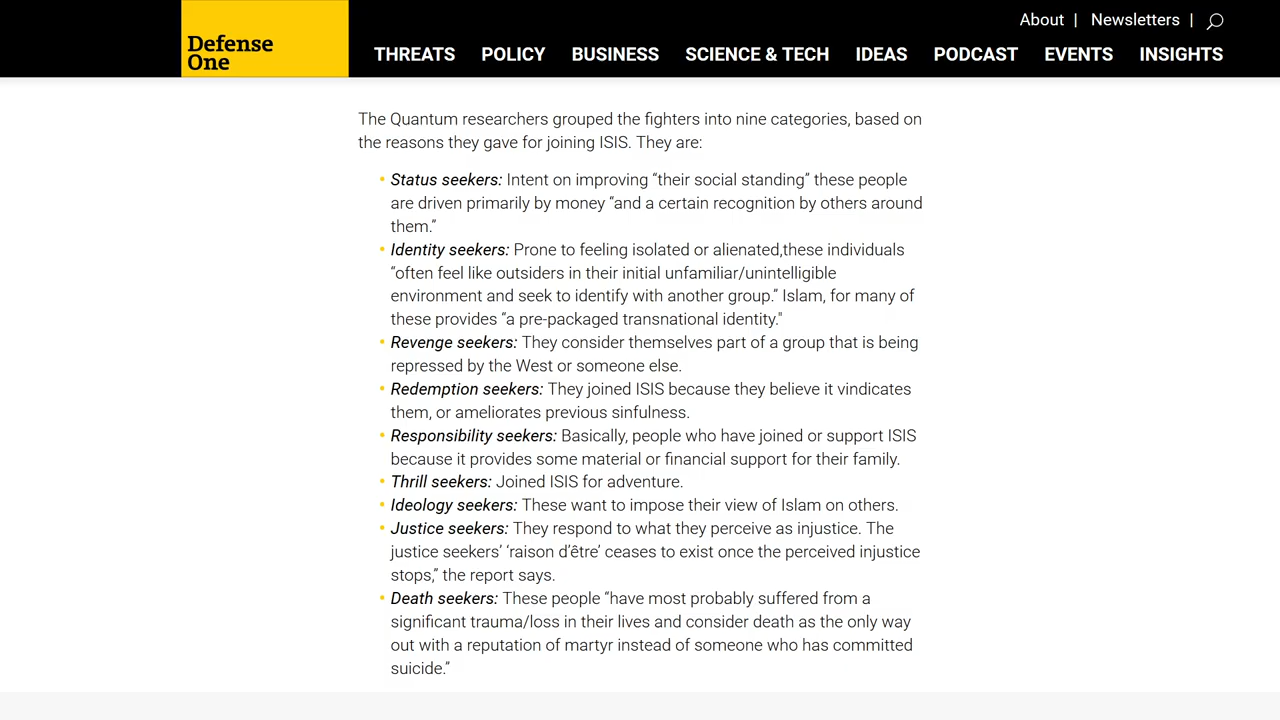 About | Newsletters |
Defense
One
THREATS POLICY BUSINESS SCIENCE & TECH IDEAS PODCAST EVENTS INSIGHTS
The Quantum researchers grouped the fighters into nine categories, based on
the reasons they gave for joining ISIS. They are:
• Status seekers: Intent on improving “their social standing” these people
are driven primarily by money “and a certain recognition by others around
them.”
• Identity seekers: Prone to feeling isolated or alienated,these individuals
“often feel like outsiders in their initial unfamiliar/unintelligible
environment and seek to identify with another group.” Islam, for many of
these provides “a pre-packaged transnational identity."
• Revenge seekers: They consider themselves part of a group that is being
repressed by the West or someone else.
• Redemption seekers: They joined ISIS because they believe it vindicates
them, or ameliorates previous sinfulness.
• Responsibility seekers: Basically, people who have joined or support ISIS
because it provides some material or financial support for their family.
• Thrill seekers: Joined ISIS for adventure.
• Ideology seekers: These want to impose their view of Islam on others.
• Justice seekers: They respond to what they perceive as injustice. The
justice seekers’ ‘raison d’être’ ceases to exist once the perceived injustice
stops,” the report says.
• Death seekers: These people “have most probably suffered from a
significant trauma/loss in their lives and consider death as the only way
out with a reputation of martyr instead of someone who has committed
suicide.”